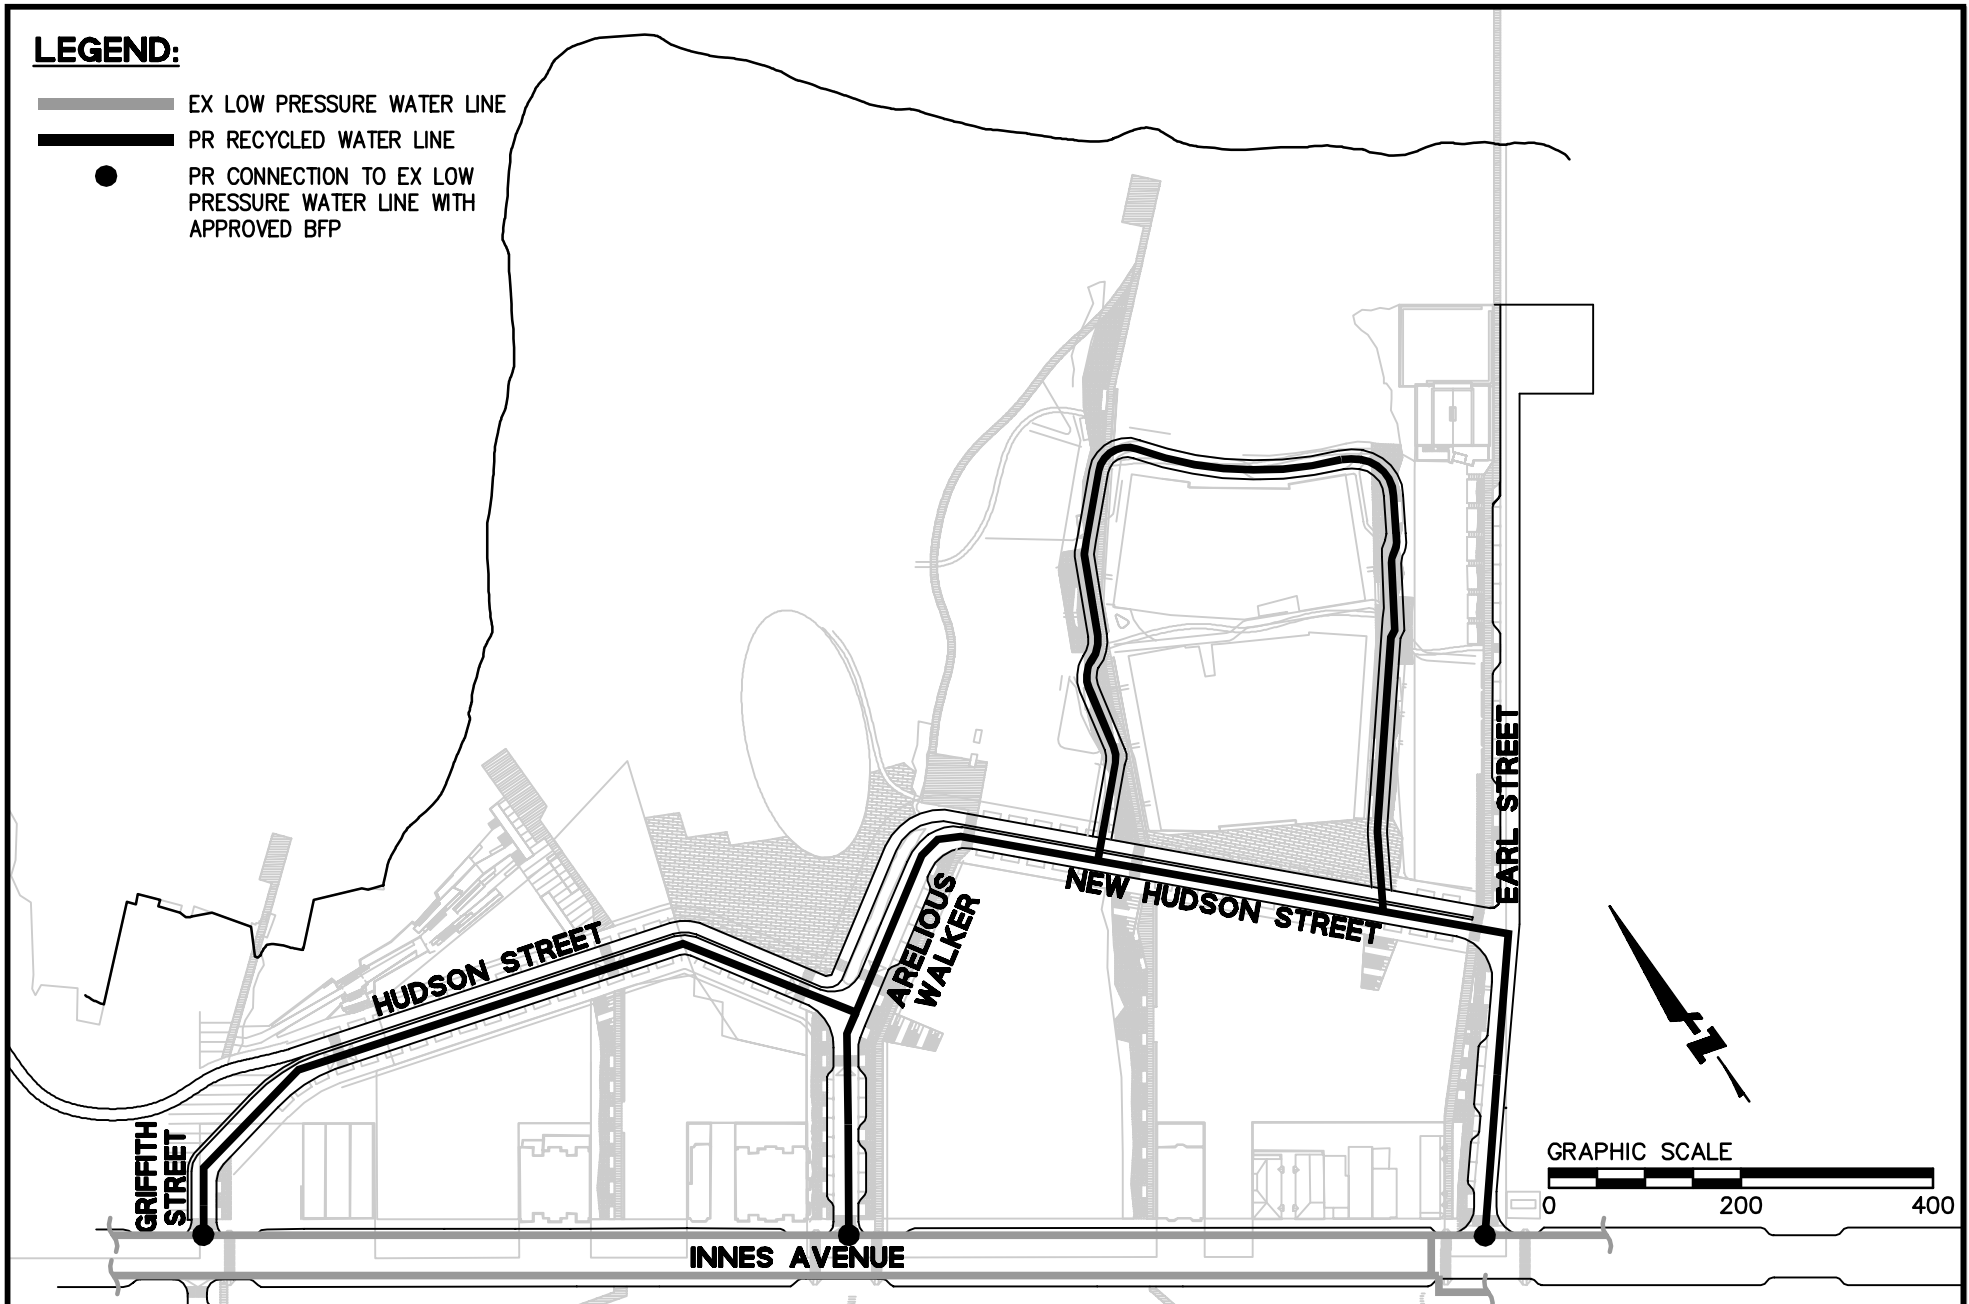 LEGEND:
EX LOW PRESSURE WATER LINE
PR RECYCLED WATER LINE
PR CONNECTION TO EX LOW
PRESSURE WATER LINE WITH
APPROVED BFP
EARL STREET
NEW HUDSON STREET
ARELIOUS
WALKER
HUDSON STREET
GRIFFITH
STREET
INNES AVENUE
N
GRAPHIC SCALE
0 200 400